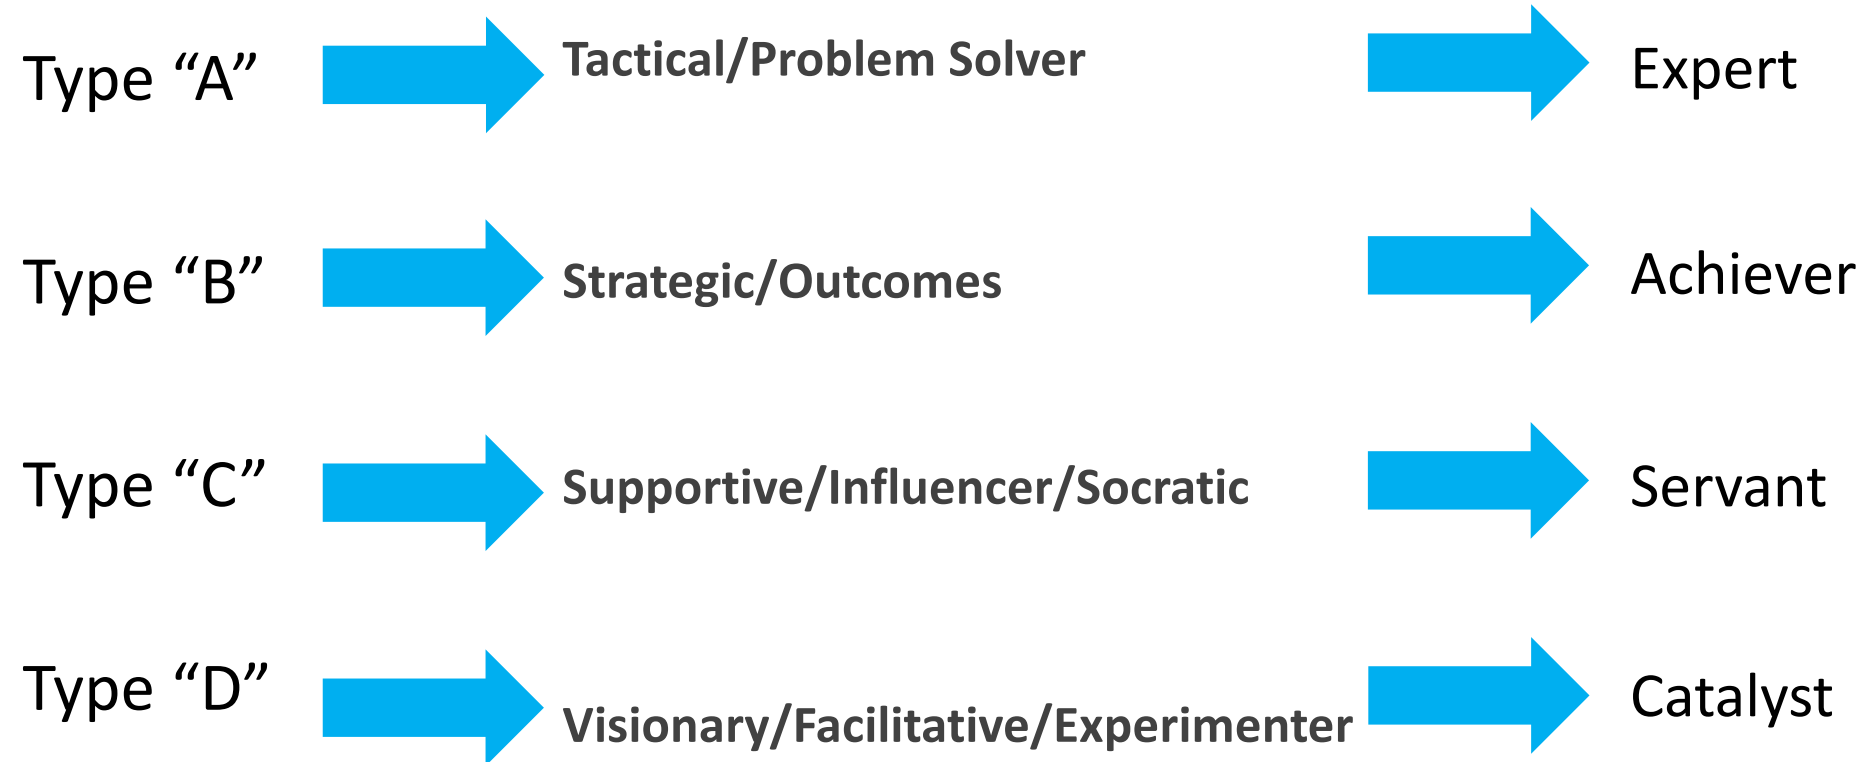 Type “A” Tactical/Problem Solver Expert
Type “B” Strategic/Outcomes Achiever
Type “C” Supportive/Influencer/Socratic Servant
Type “D” Visionary/Facilitative/Experimenter Catalyst